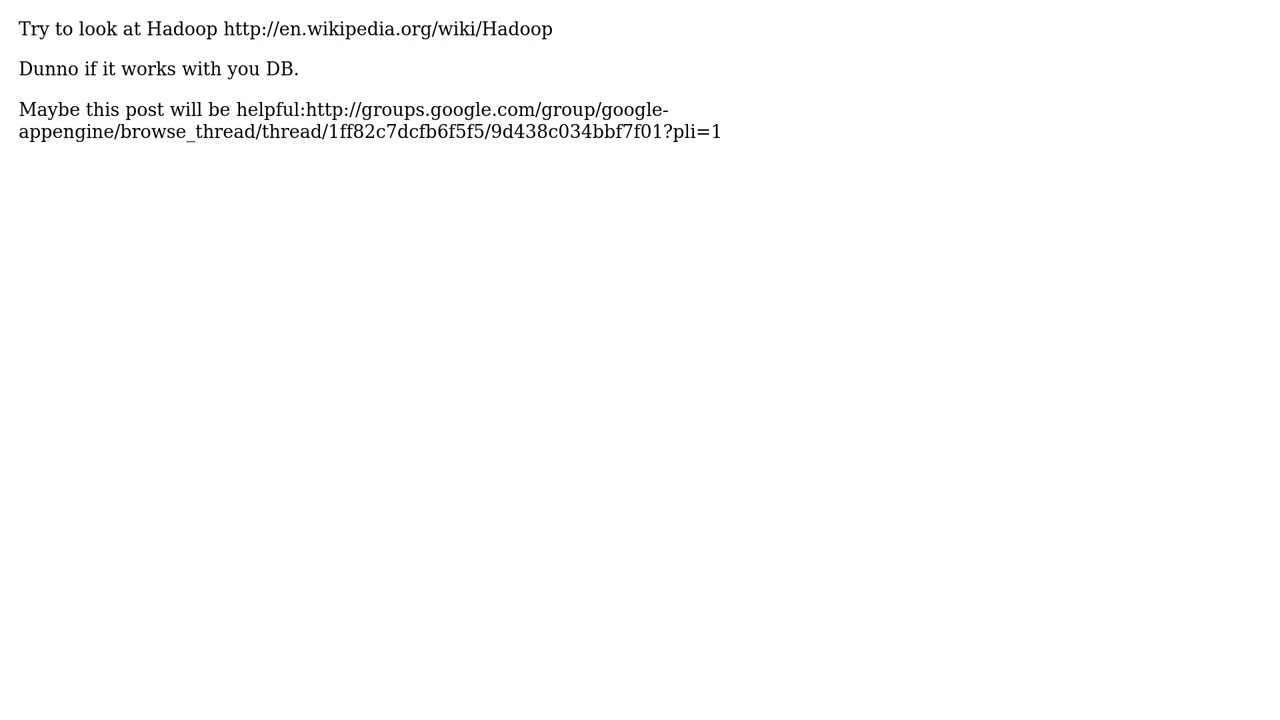 Try to look at Hadoop http://en.wikipedia.org/wiki/Hadoop
Dunno if it works with you DB.
Maybe this post will be helpful:http://groups.google.com/group/google-
appengine/browse_thread/thread/1ff82c7dcfb6f5f5/9d438c034bbf7f01?pli=1